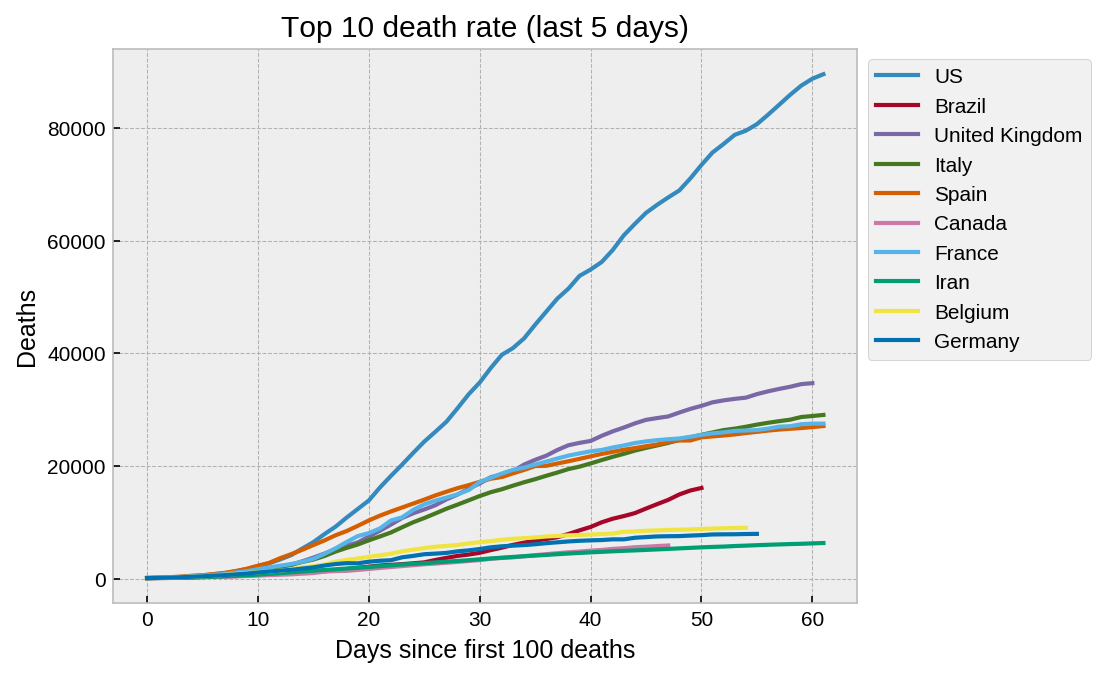 Top 10 death rate (last 5 days)
80000
60000
40000
20000
0
Deaths
0 10 20 30 40 50 60
Days since first 100 deaths
US
Brazil
United Kingdom
Italy
Spain
Canada
France
Iran
Belgium
Germany